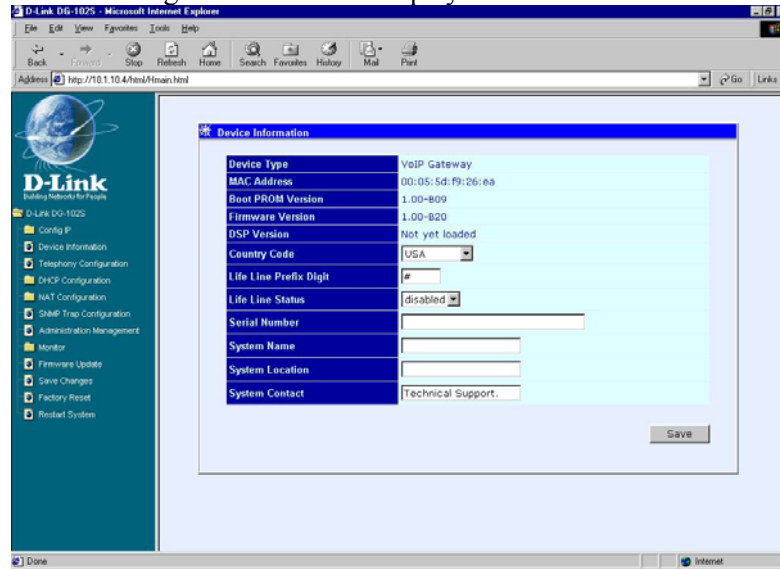 D-Link DG-102S - Microsoft Internet Explorer
File Edit View Favorites Tools Help
Back Forward Stop Refresh Home Search Favorites History Mail Print
Address http://10.1.10.4/html/Hmain.html Go Links
D-Link
Building Networks for People
D-Link DG-102S
Config IP
Device Information
Telephony Configuration
DHCP Configuration
NAT Configuration
SNMP Trap Configuration
Administration Management
Monitor
Firmware Update
Save Changes
Factory Reset
Restart System
Device Information
Device Type VoIP Gateway
MAC Address 00:05:5d:f9:26:ea
Boot PROM Version 1.00-B09
Firmware Version 1.00-B20
DSP Version Not yet loaded
Country Code USA
Life Line Prefix Digit #
Life Line Status disabled
Serial Number
System Name
System Location
System Contact Technical Support.
Save
Done Internet